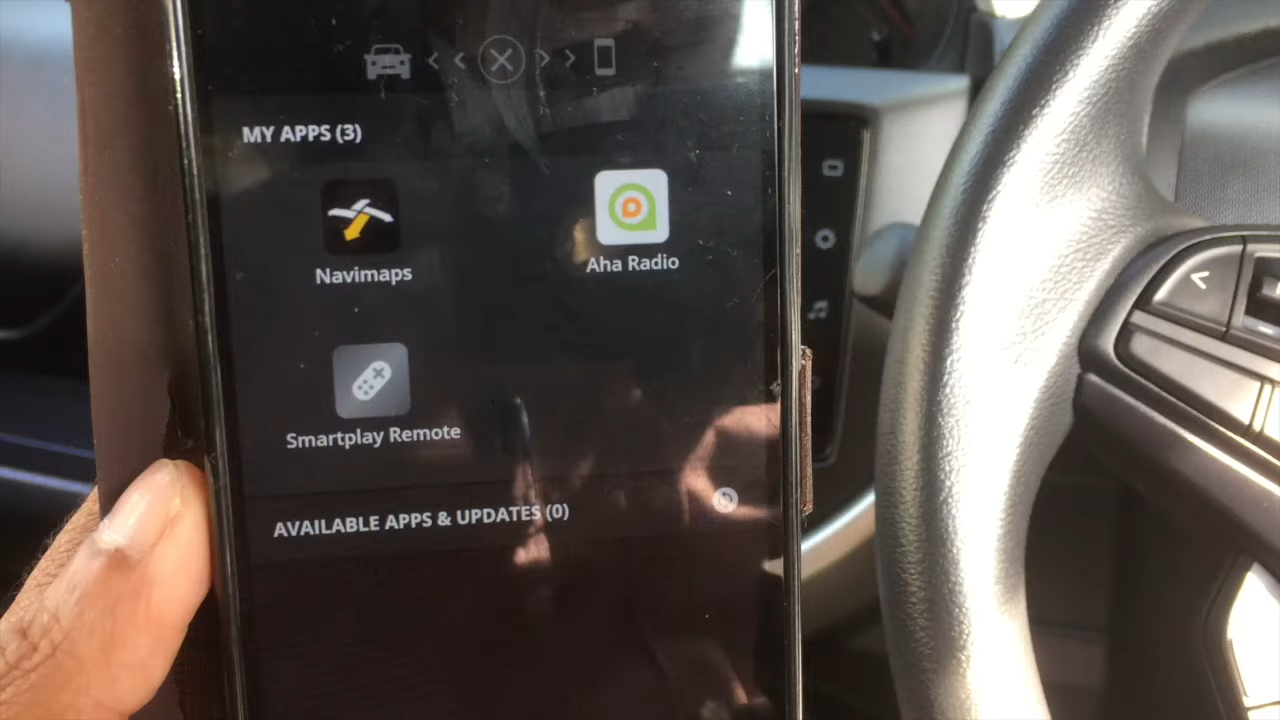 MY APPS (3)
Navimaps
Aha Radio
Smartplay Remote
AVAILABLE APPS & UPDATES (0)